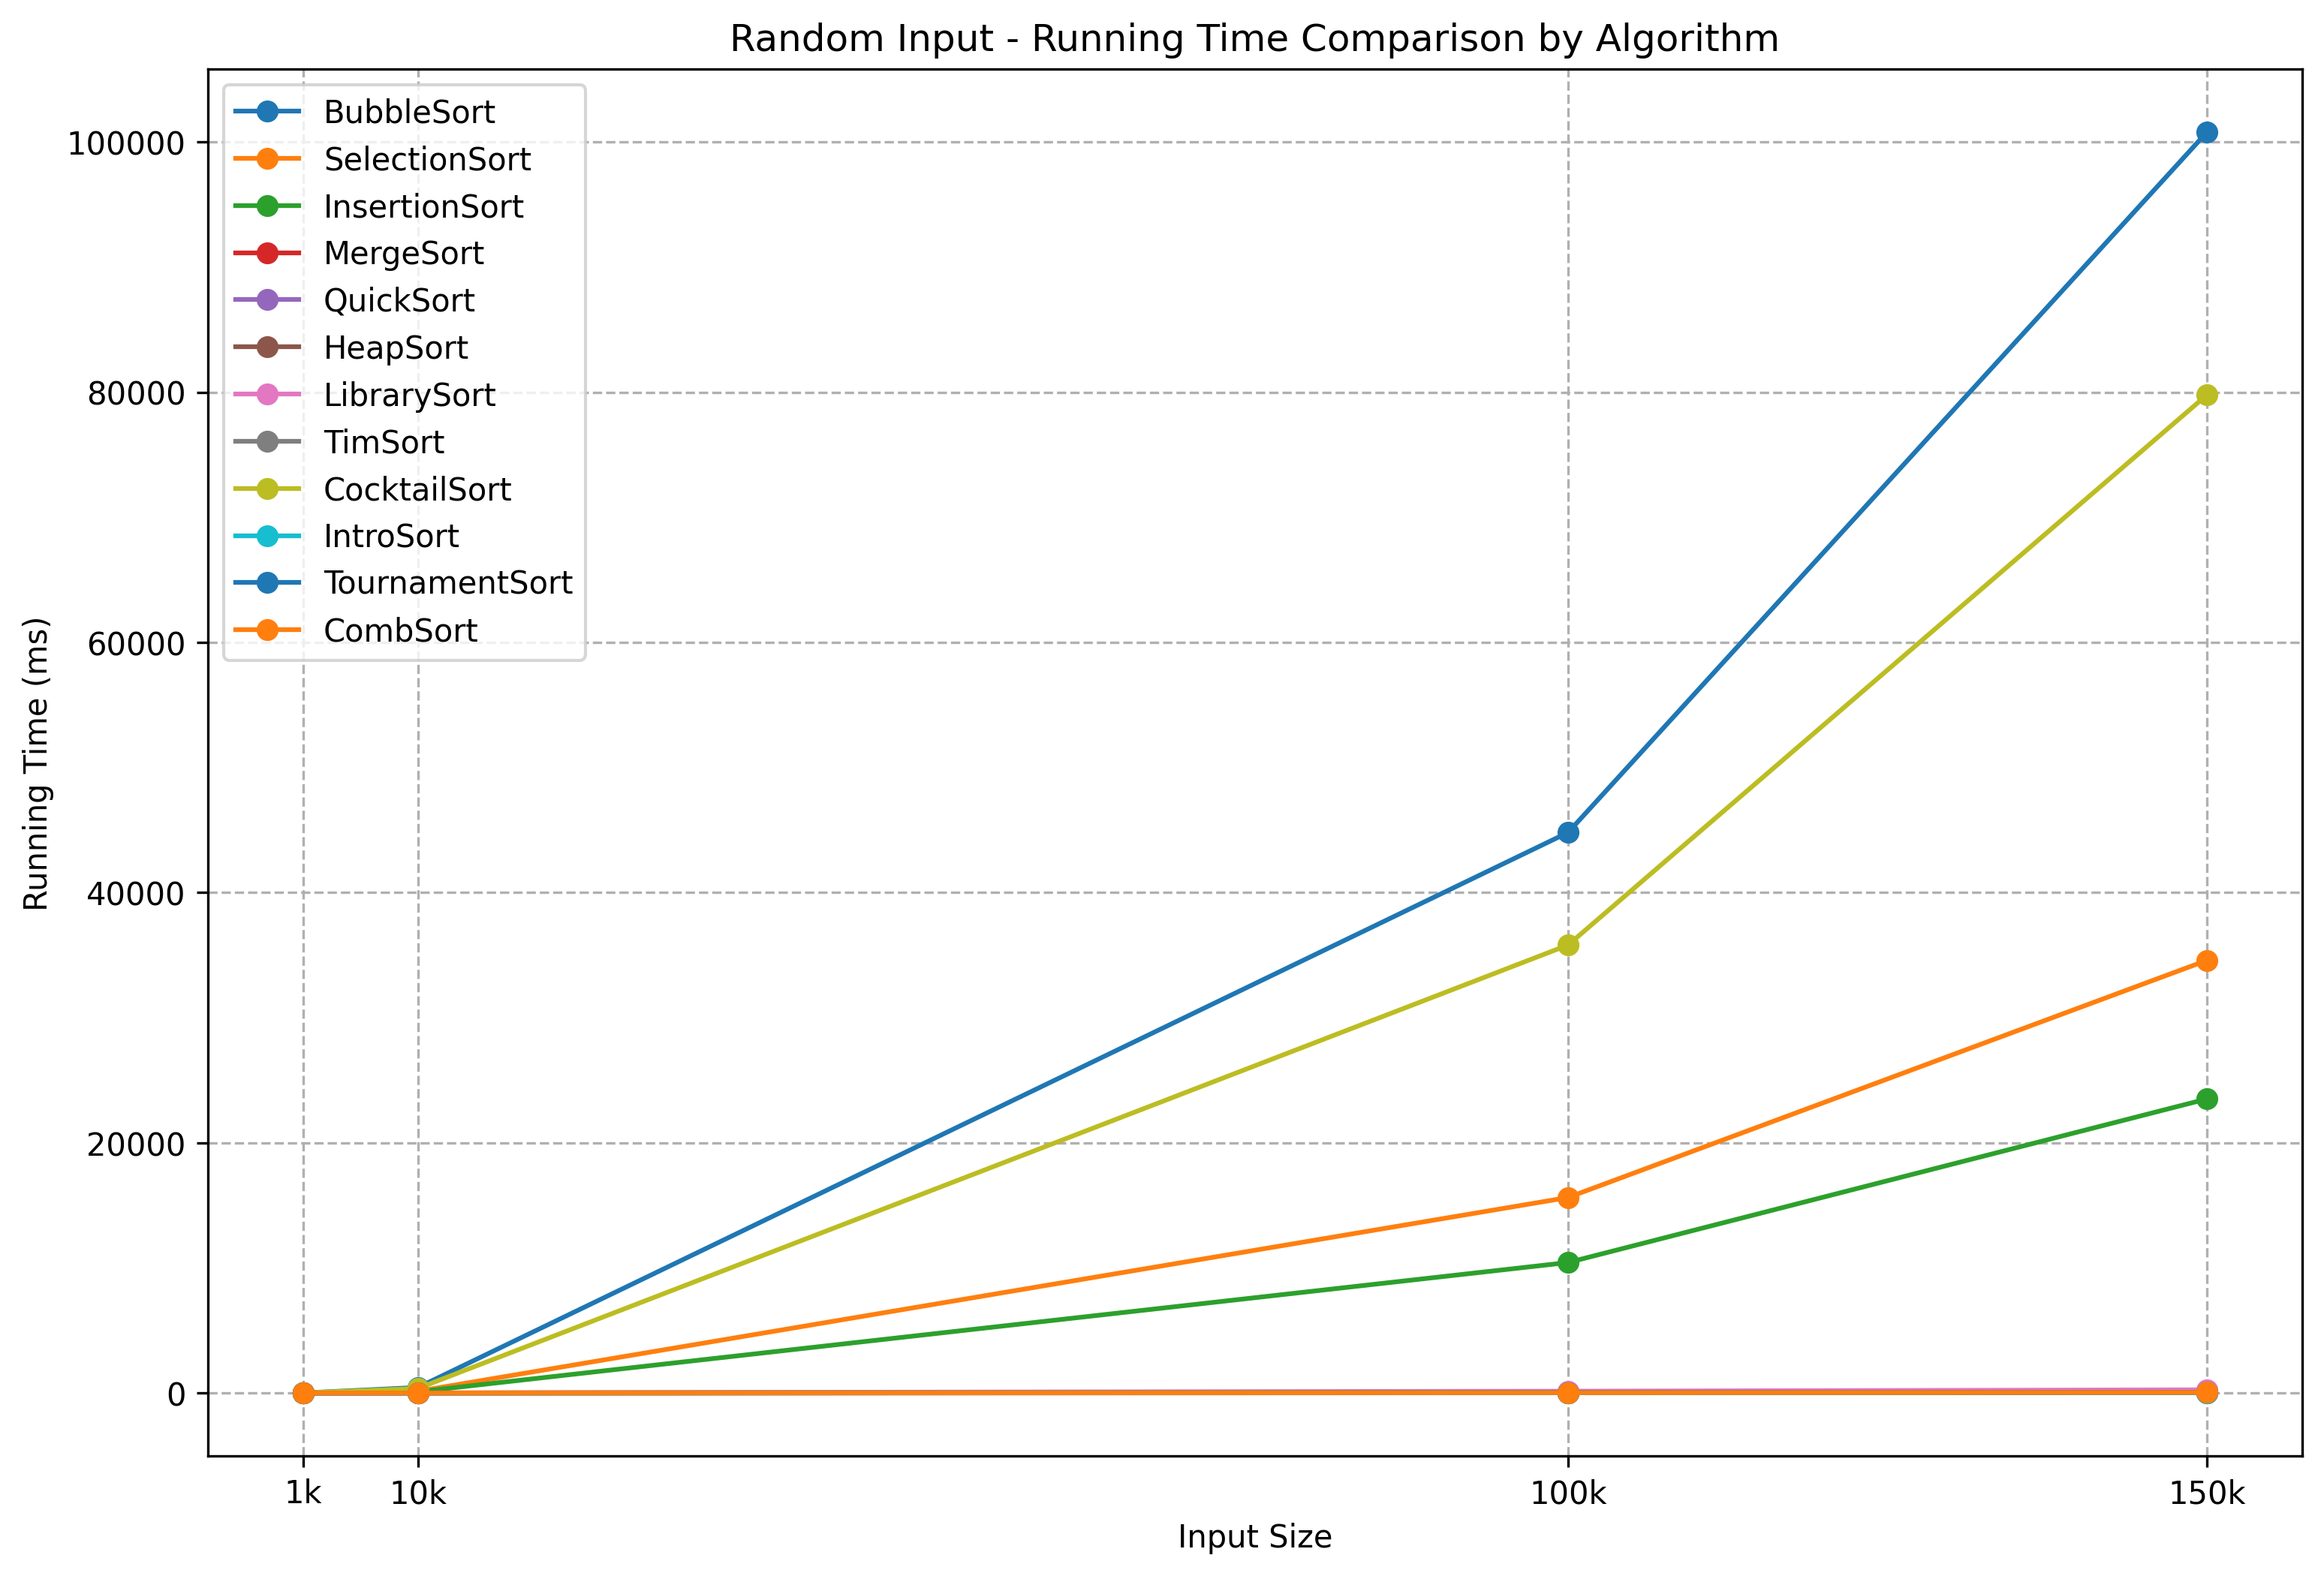 Random Input - Running Time Comparison by Algorithm
BubbleSort
SelectionSort
InsertionSort
MergeSort
QuickSort
HeapSort
LibrarySort
TimSort
CocktailSort
IntroSort
TournamentSort
CombSort
Running Time (ms)
100000
80000
60000
40000
20000
0
1k 10k 100k 150k
Input Size